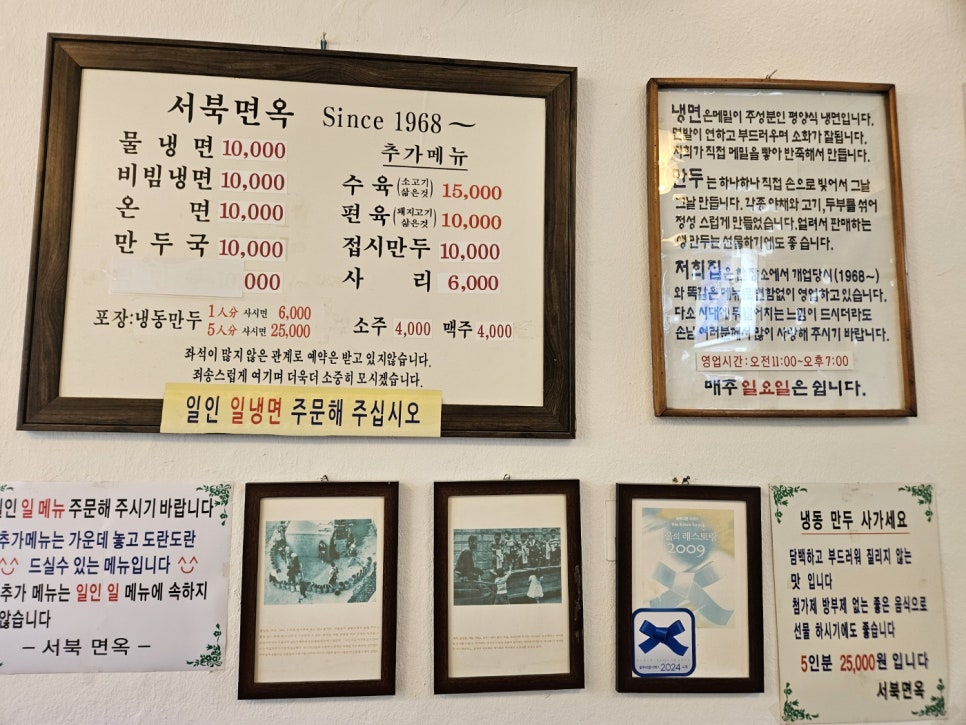 서북면옥 Since 1968~
물냉면 10,000
비빔냉면 10,000
온면 10,000
만두국 10,000
000
추가메뉴
수육 (소고기 삶은것) 15,000
편육 (돼지고기 삶은것) 10,000
접시만두 10,000
사리 6,000
포장:냉동만두 1人分 사시면 6,000
5人分 사시면 25,000
소주 4,000 맥주 4,000
좌석이 많지 않은 관계로 예약은 받고 있지않습니다.
죄송스럽게 여기며 더욱더 소중히 모시겠습니다.
일인 일냉면 주문해 주십시오
냉면은메밀이 주성분인 평양식 냉면입니다.
면발이 연하고 부드러우며 소화가 잘됩니다.
저희가 직접 메밀을 빻아 반죽해서 만듭니다.
만두는 하나하나 직접 손으로 빚어서 그날
그날 만듭니다. 각종 야채와 고기,두부를 섞어
정성 스럽게 만들었습니다.얼려서 판매하는
생 만두는 선물하기에도 좋습니다.
저희집은 한 장소에서 개업당시(1968~)
와 똑같은 메뉴로 변함없이 영업하고 있습니다.
다소 시대에 뒤떨어지는 느낌이 드시더라도
손님 여러분께서 많이 사랑해 주시기 바랍니다.
영업시간:오전11:00~오후7:00
매주 일요일은 쉽니다.
일인 일 메뉴 주문해 주시기 바랍니다
추가메뉴는 가운데 놓고 도란도란
^^ 드실수 있는 메뉴입니다 ^^
추가 메뉴는 일인 일 메뉴에 속하지
않습니다
- 서북 면옥 -
레스토랑
2009
2024
냉동 만두 사가세요
담백하고 부드러워 질리지 않는
맛 입니다
첨가제 방부제 없는 좋은 음식으로
선물 하시기에도 좋습니다
5인분 25,000원 입니다
서북면옥